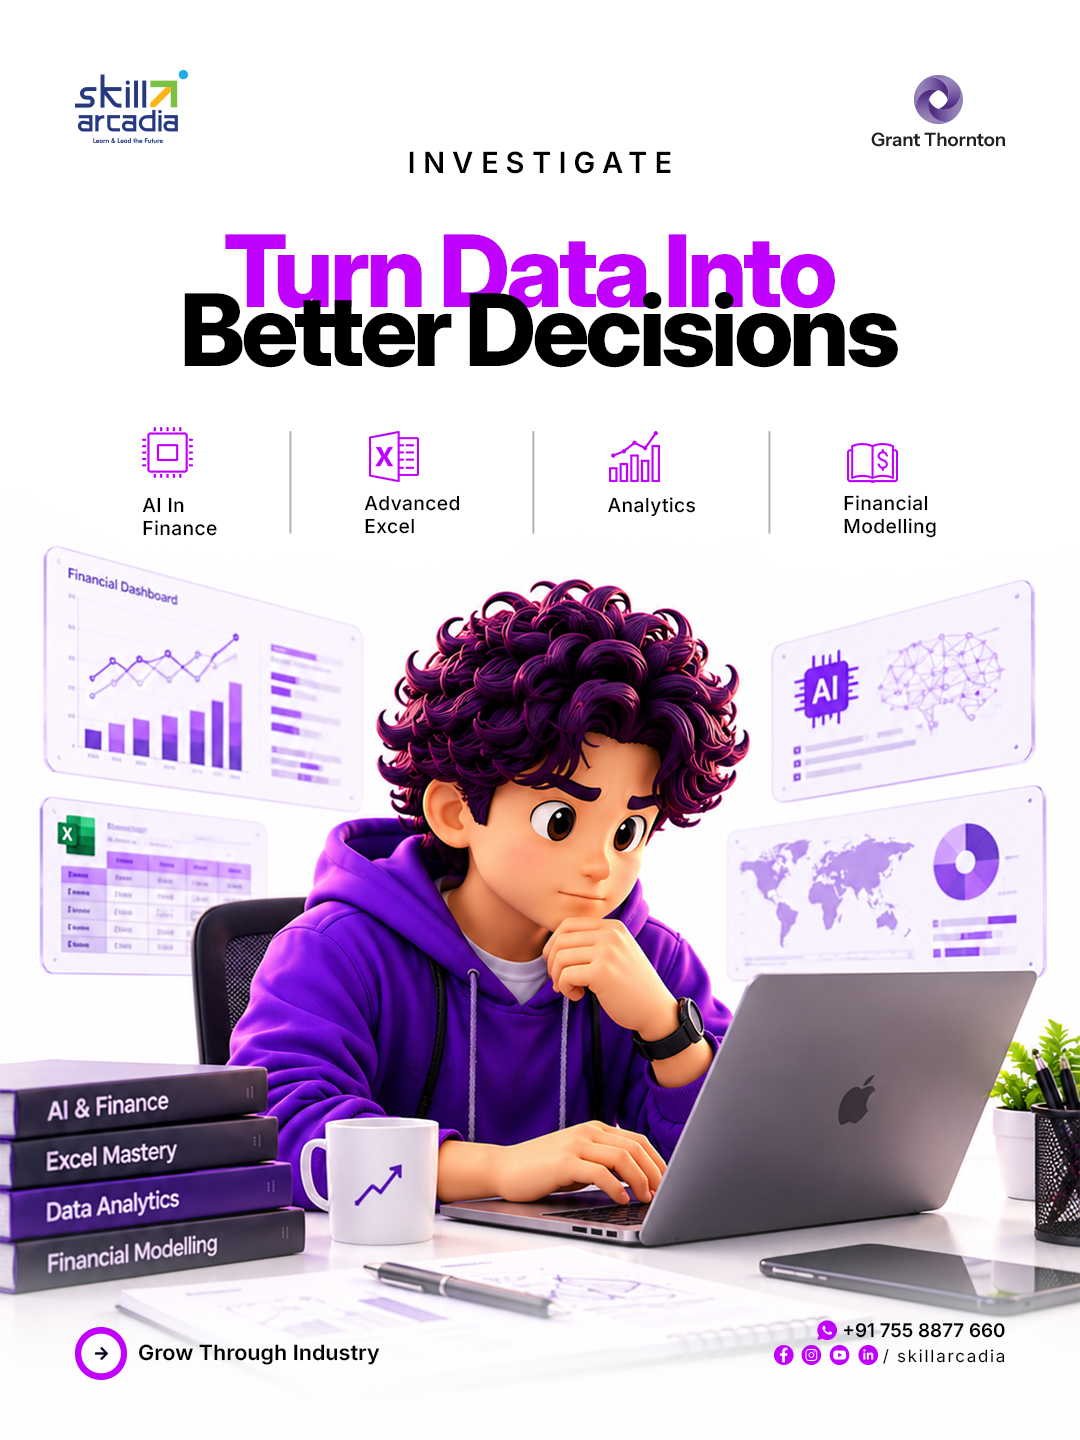 skill
arcadia
Learn & Lead the Future
Grant Thornton
INVESTIGATE
Turn Data Into
Better Decisions
AI In
Finance
Advanced
Excel
Analytics
Financial
Modelling
Financial Dashboard
AI
X
AI & Finance
Excel Mastery
Data Analytics
Financial Modelling
Grow Through Industry
+91 755 8877 660
/ skillarcadia